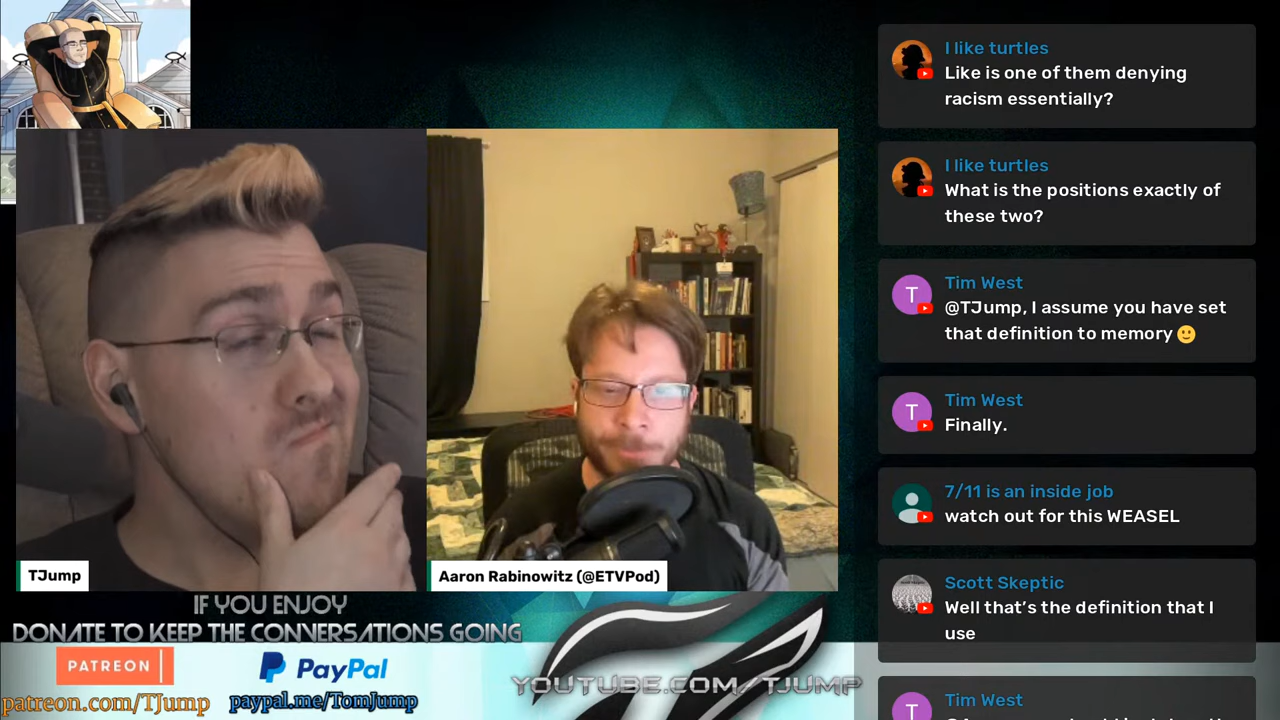 I like turtles
Like is one of them denying
racism essentially?
I like turtles
What is the positions exactly of
these two?
T
Tim West
@TJump, I assume you have set
that definition to memory 🙂
T
Tim West
Finally.
7/11 is an inside job
watch out for this WEASEL
Scott Skeptic
Well that's the definition that I
use
T
Tim West
TJump
Aaron Rabinowitz (@ETVPod)
IF YOU ENJOY
DONATE TO KEEP THE CONVERSATIONS GOING
PATREON
PayPal
patreon.com/TJump
paypal.me/TomJump
YOUTUBE.COM/TJUMP